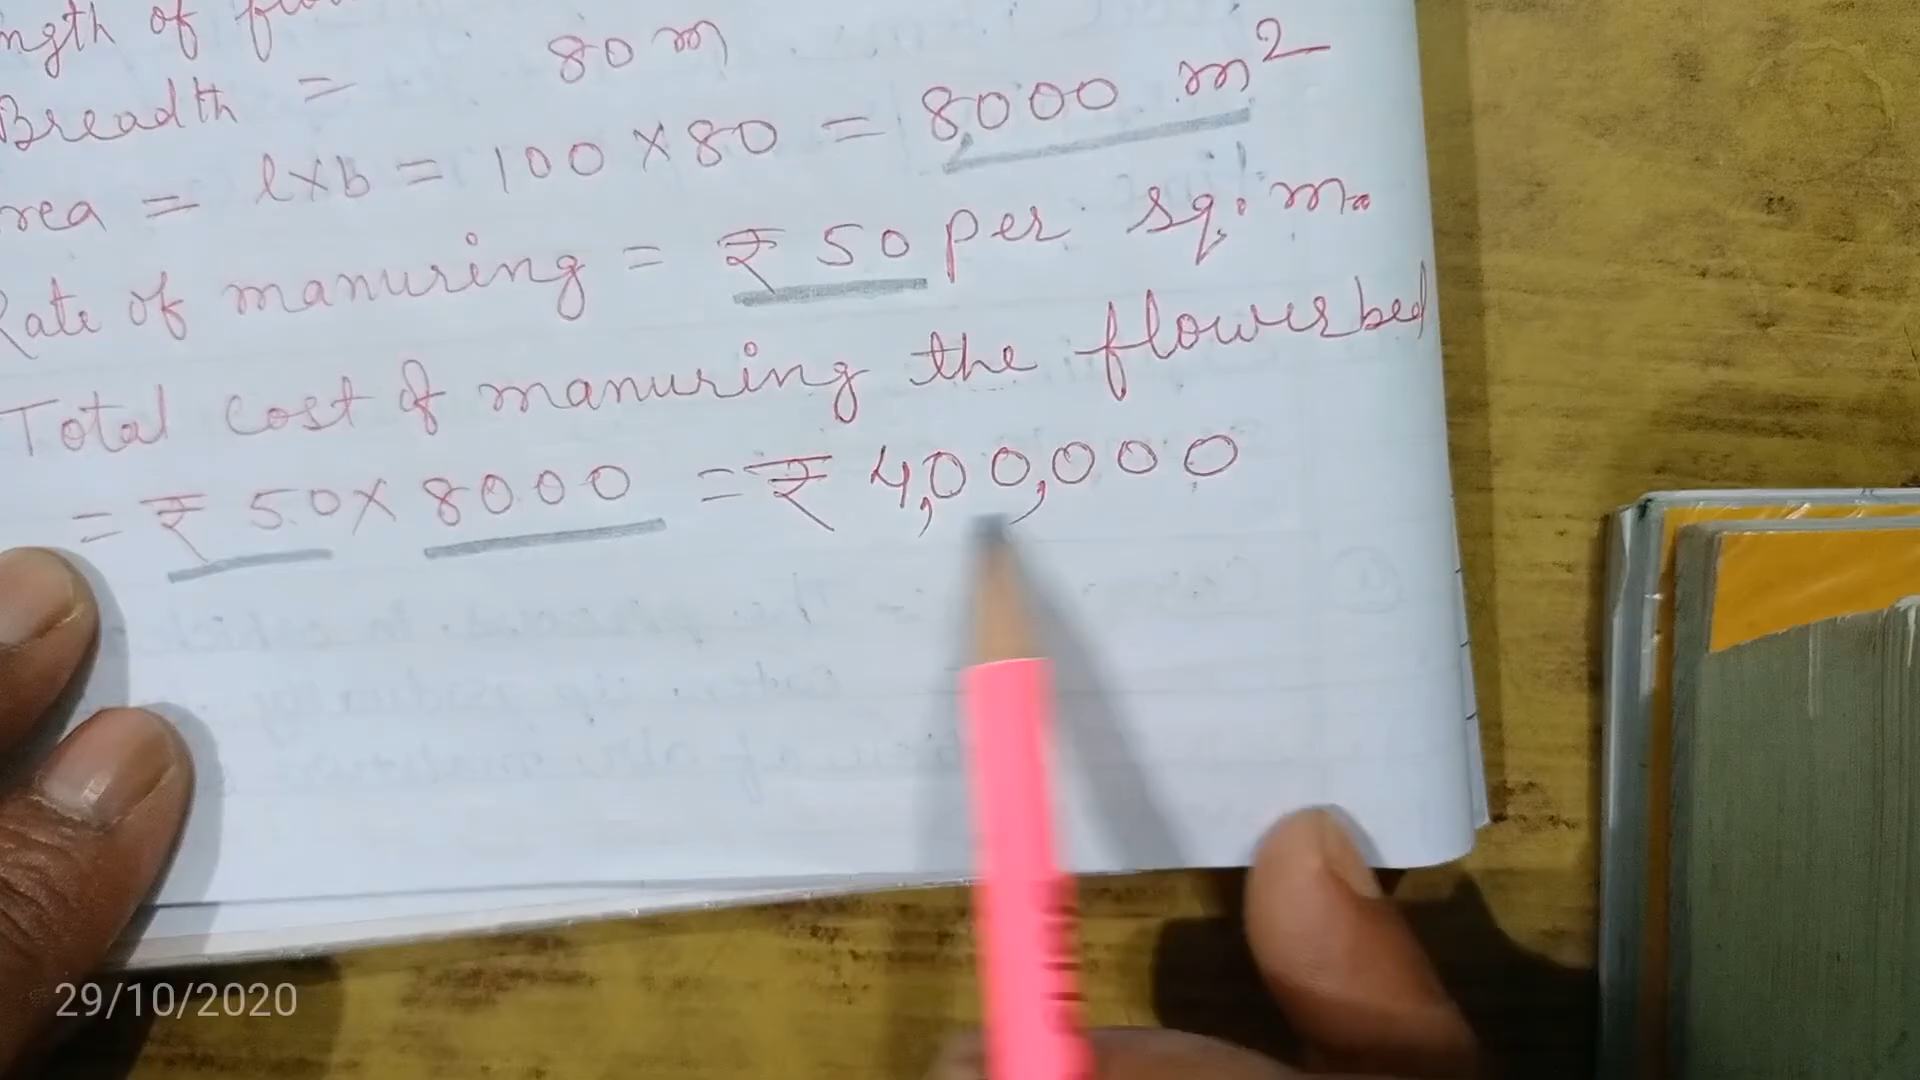 ngth of
Breadth = 80 m
rea = l×b = 100 × 80 = 8000 m²
Rate of manuring = ₹ 50 per sq. m.
Total cost of manuring the flowerbed
= ₹ 50 × 8000 = ₹ 4,00,000
29/10/2020